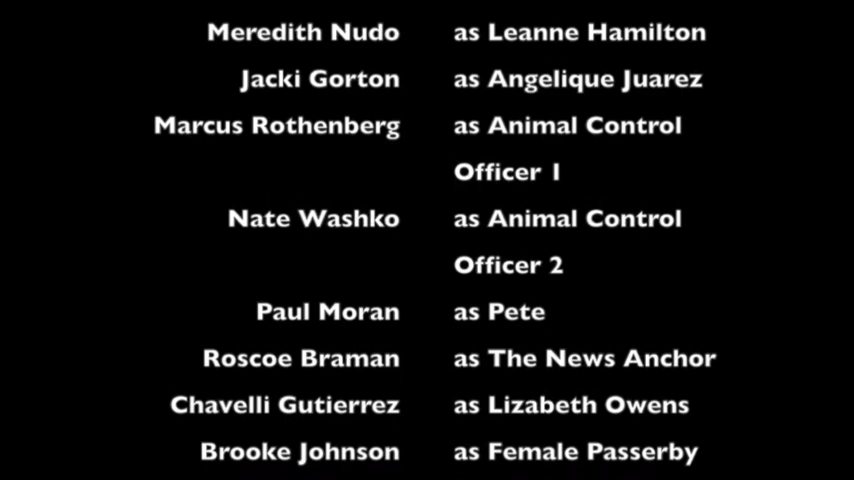 Meredith Nudo as Leanne Hamilton
Jacki Gorton as Angelique Juarez
Marcus Rothenberg as Animal Control
Officer 1
Nate Washko as Animal Control
Officer 2
Paul Moran as Pete
Roscoe Braman as The News Anchor
Chavelli Gutierrez as Lizabeth Owens
Brooke Johnson as Female Passerby